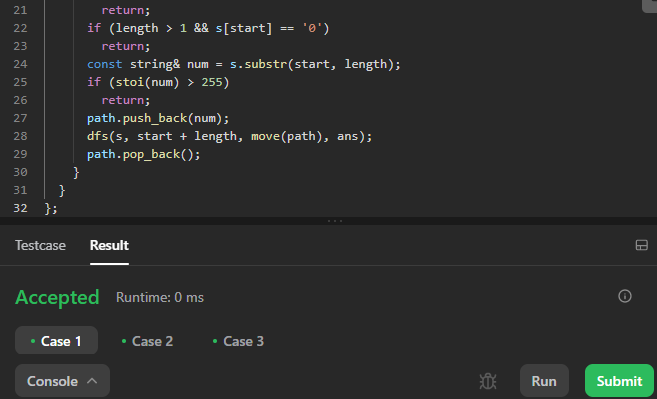 21 return;
22 if (length > 1 && s[start] == '0')
23 return;
24 const string& num = s.substr(start, length);
25 if (stoi(num) > 255)
26 return;
27 path.push_back(num);
28 dfs(s, start + length, move(path), ans);
29 path.pop_back();
30 }
31 }
32 };
Testcase Result
Accepted Runtime: 0 ms
Case 1 Case 2 Case 3
Console Run Submit